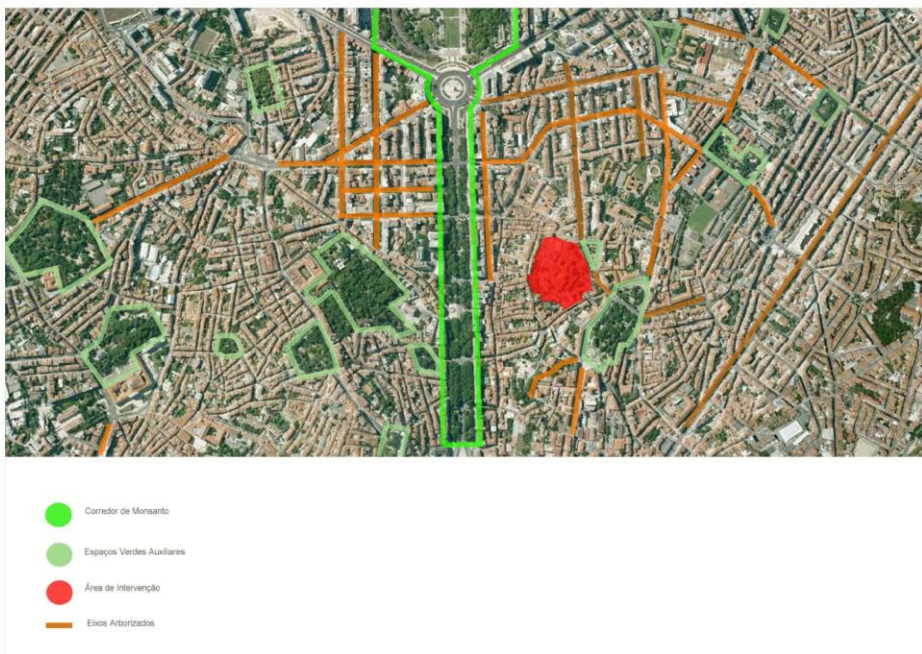 Corredor de Monsanto
Espaços Verdes Auxiliares
Área de Intervenção
Eixos Arborizados